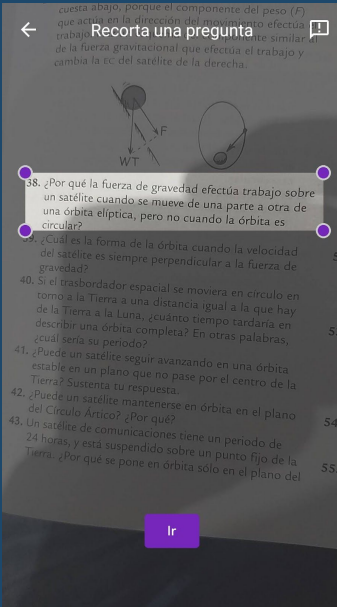 cuesta abajo, porque el componente del peso (F)
que actúa en la dirección del movimiento efectúa
Recorta una pregunta
trabajo
componente similar
de la fuerza gravitacional que efectúa el trabajo y
cambia la EC del satélite de la derecha.
F
WT
38. ¿Por qué la fuerza de gravedad efectúa trabajo sobre
un satélite cuando se mueve de una parte a otra de
una órbita elíptica, pero no cuando la órbita es
circular?
39. ¿Cuál es la forma de la órbita cuando la velocidad
del satélite es siempre perpendicular a la fuerza de
gravedad?
40. Si el trasbordador espacial se moviera en círculo en
torno a la Tierra a una distancia igual a la que hay
de la Tierra a la Luna, ¿cuánto tiempo tardaría en
describir una órbita completa? En otras palabras,
¿cuál sería su periodo?
41. ¿Puede un satélite seguir avanzando en una órbita
estable en un plano que no pase por el centro de la
Tierra? Sustenta tu respuesta.
42. ¿Puede un satélite mantenerse en órbita en el plano
del Círculo Ártico? ¿Por qué?
43. Un satélite de comunicaciones tiene un periodo de
24 horas, y está suspendido sobre un punto fijo de la
Tierra. ¿Por qué se pone en órbita sólo en el plano del
5
54
55
Ir